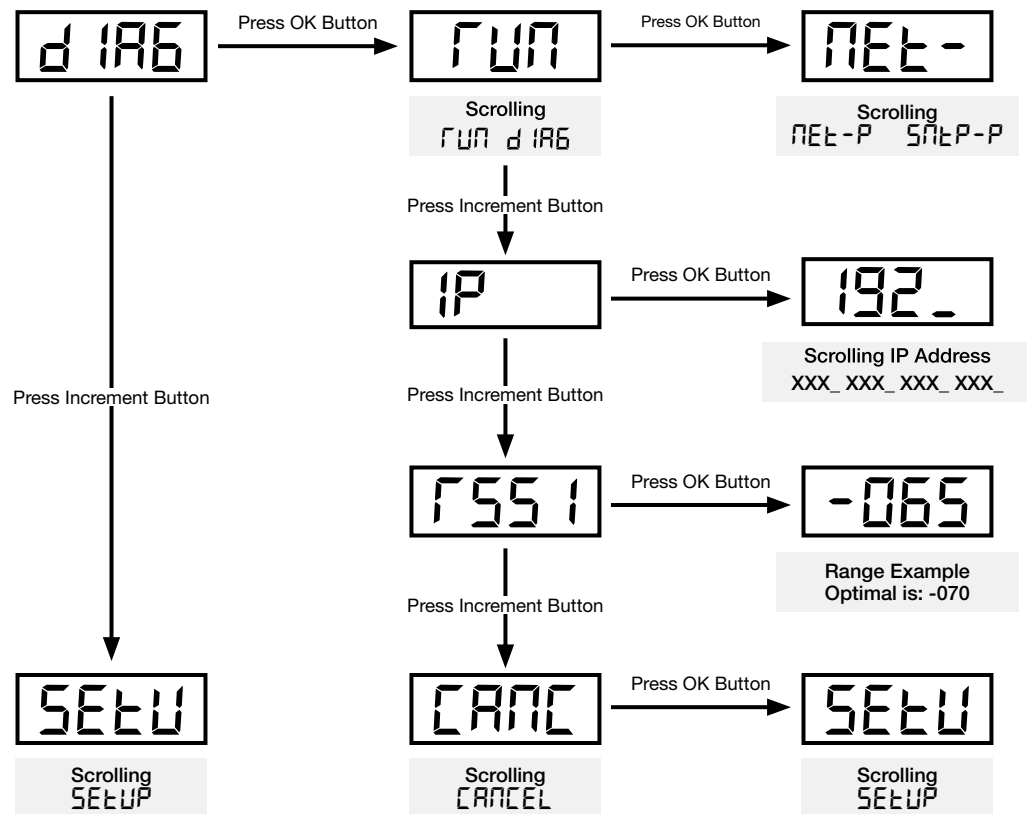 dIAG
Press OK Button
rUN
Press OK Button
NEt-
Scrolling
rUN dIAG
Scrolling
NEt-P SNtP-P
Press Increment Button
IP
Press OK Button
192_
Scrolling IP Address
XXX_ XXX_ XXX_ XXX_
Press Increment Button
Press Increment Button
rSSI
Press OK Button
-065
Range Example
Optimal is: -070
Press Increment Button
SEtU
CANC
Press OK Button
SEtU
Scrolling
SEtUP
Scrolling
CANCEL
Scrolling
SEtUP